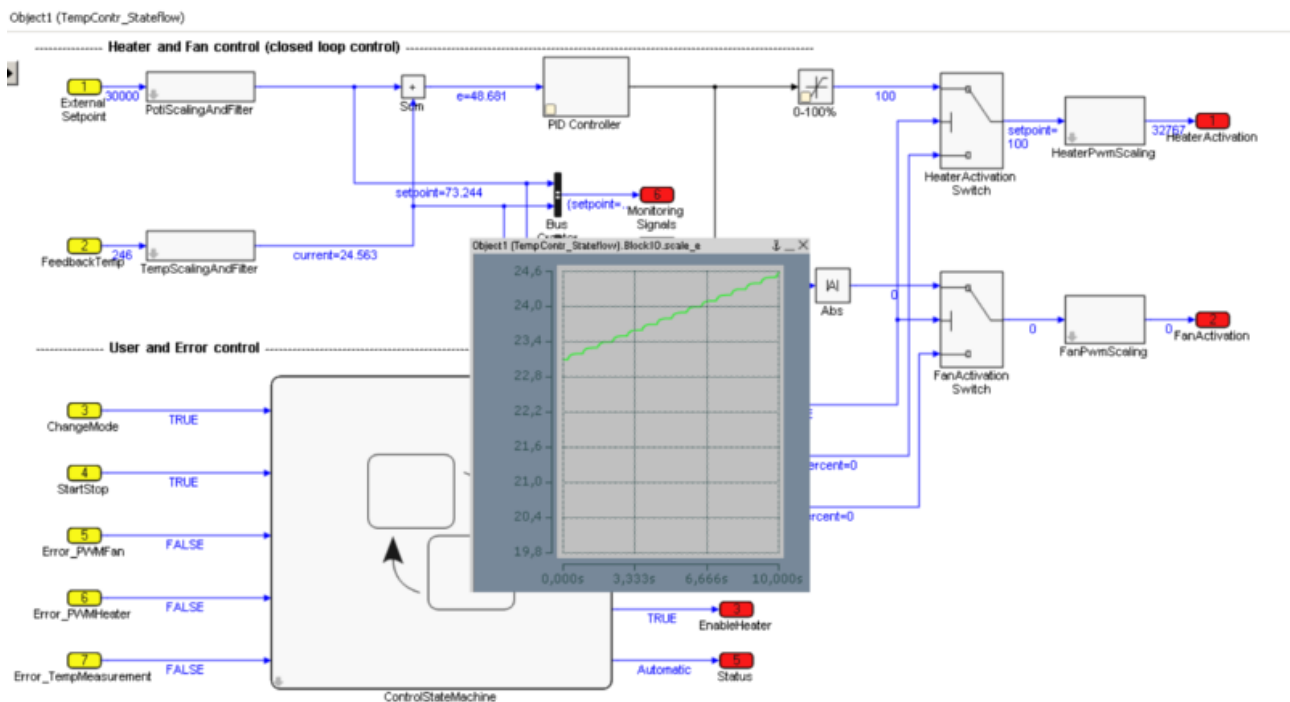 Object1 (TempContr_Stateflow)
Heater and Fan control (closed loop control)
1
30000
External
Setpoint
PotiScalingAndFilter
+
Sum
e=48.681
PID Controller
0-100%
100
HeaterActivation
Switch
setpoint=
100
HeaterPwmScaling
32767
1
HeaterActivation
setpoint=73.244
(setpoint=...
6
Monitoring
Signals
Bus
2
246
FeedbackTemp
TempScalingAndFilter
current=24.563
Object1 (TempContr_Stateflow).BlockIO.scale_e
24,6
24,0
23,4
22,8
22,2
21,6
21,0
20,4
19,8
0,000s
3,333s
6,666s
10,000s
|A|
Abs
0
FanActivation
Switch
0
FanPwmScaling
0
2
FanActivation
User and Error control
3
ChangeMode
TRUE
4
StartStop
TRUE
5
Error_PWMFan
FALSE
6
Error_PWMHeater
FALSE
7
Error_TempMeasurement
FALSE
ercent=0
ercent=0
TRUE
3
EnableHeater
Automatic
5
Status
ControlStateMachine